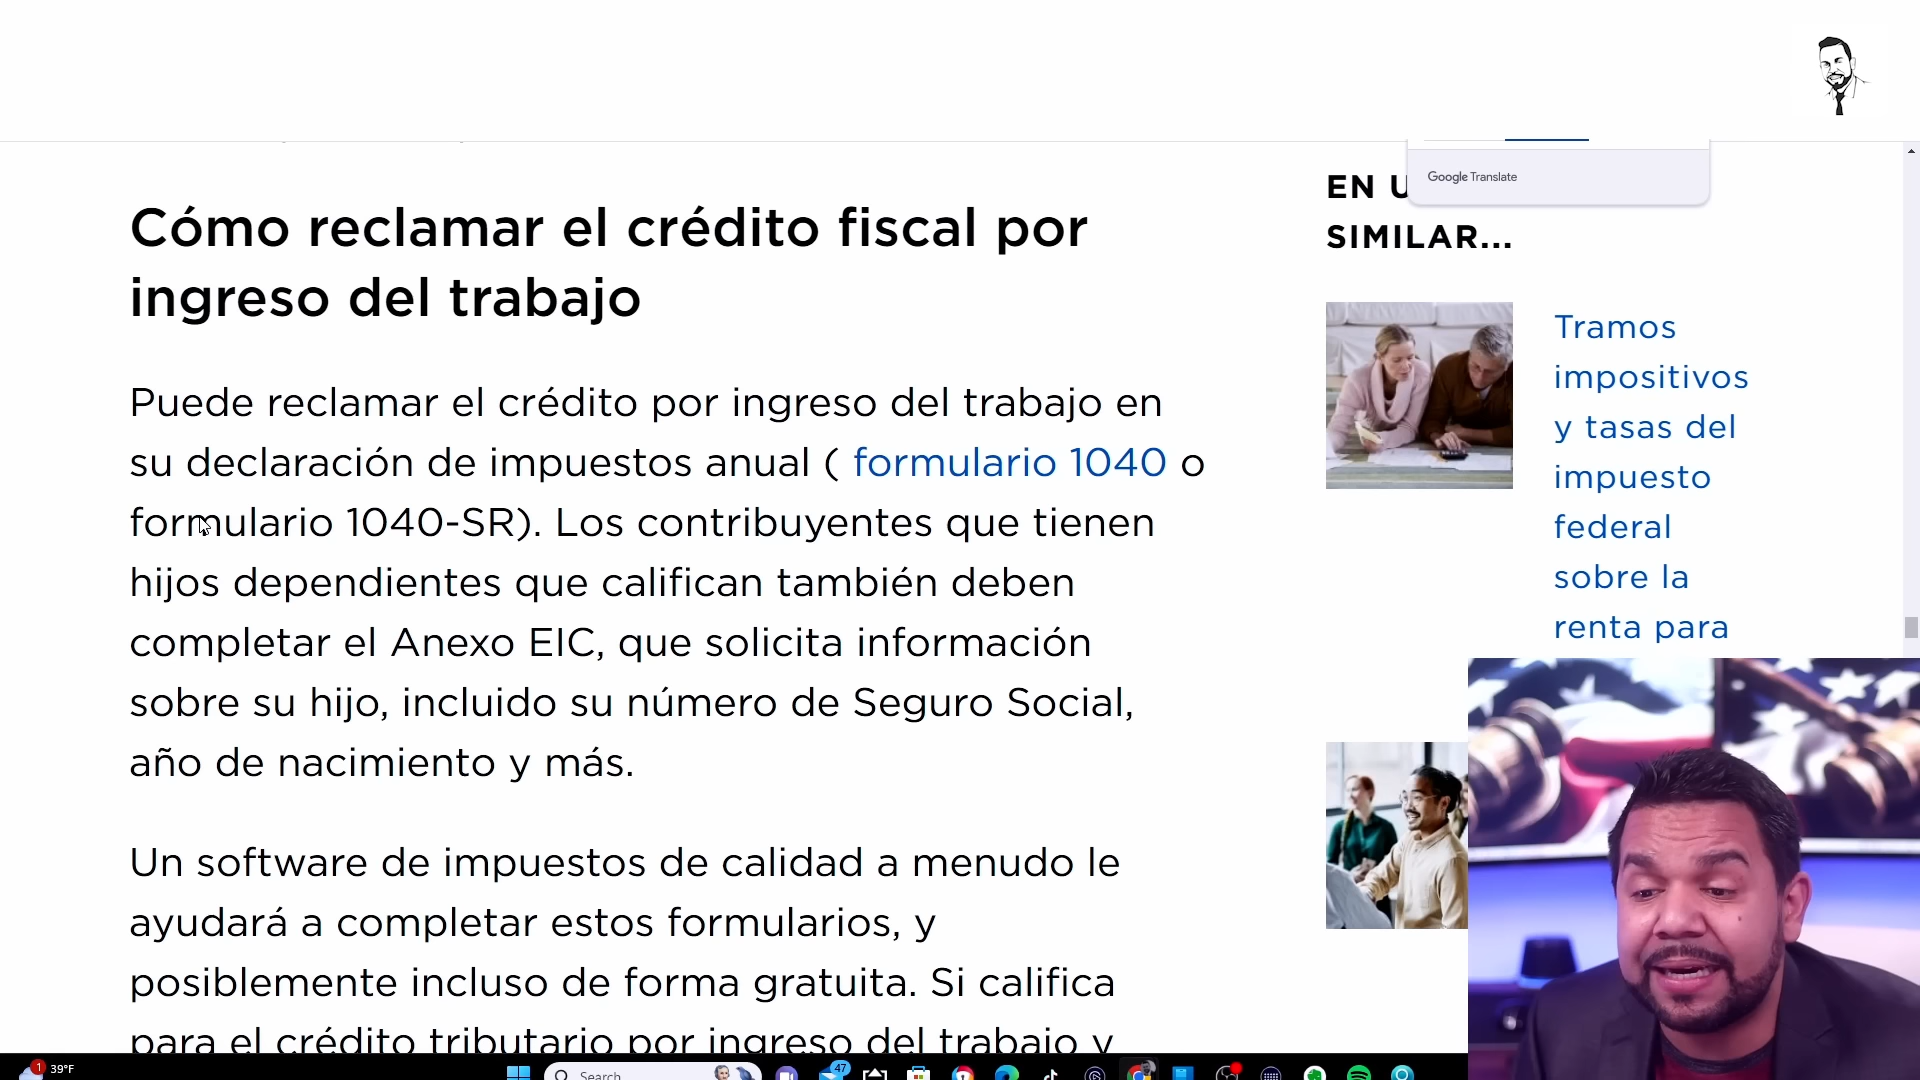 Google Translate
EN U
SIMILAR...
Cómo reclamar el crédito fiscal por
ingreso del trabajo
Puede reclamar el crédito por ingreso del trabajo en
su declaración de impuestos anual ( formulario 1040 o
formulario 1040-SR). Los contribuyentes que tienen
hijos dependientes que califican también deben
completar el Anexo EIC, que solicita información
sobre su hijo, incluido su número de Seguro Social,
año de nacimiento y más.
Un software de impuestos de calidad a menudo le
ayudará a completar estos formularios, y
posiblemente incluso de forma gratuita. Si califica
para el crédito tributario por ingreso del trabajo y
Tramos
impositivos
y tasas del
impuesto
federal
sobre la
renta para
1
39°F
Search
47